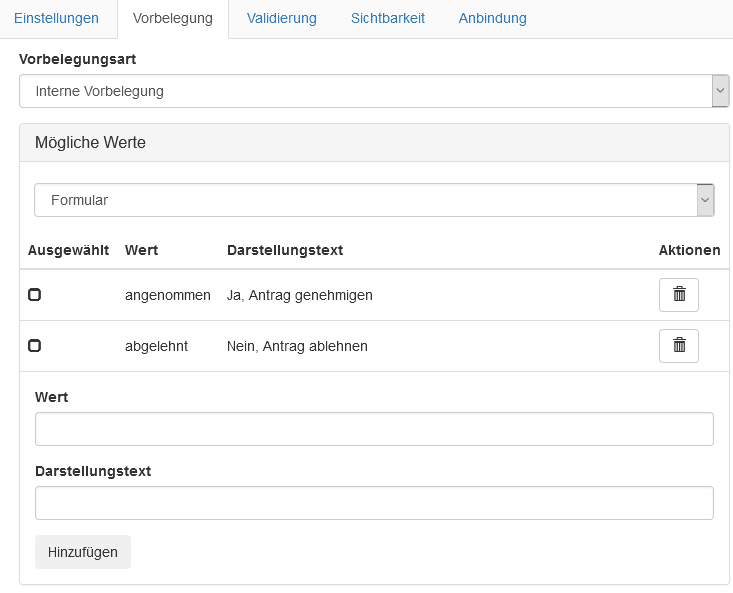 Einstellungen Vorbelegung Validierung Sichtbarkeit Anbindung
Vorbelegungsart
Interne Vorbelegung
Mögliche Werte
Formular
Ausgewählt Wert Darstellungstext Aktionen
angenommen Ja, Antrag genehmigen
abgelehnt Nein, Antrag ablehnen
Wert
Darstellungstext
Hinzufügen